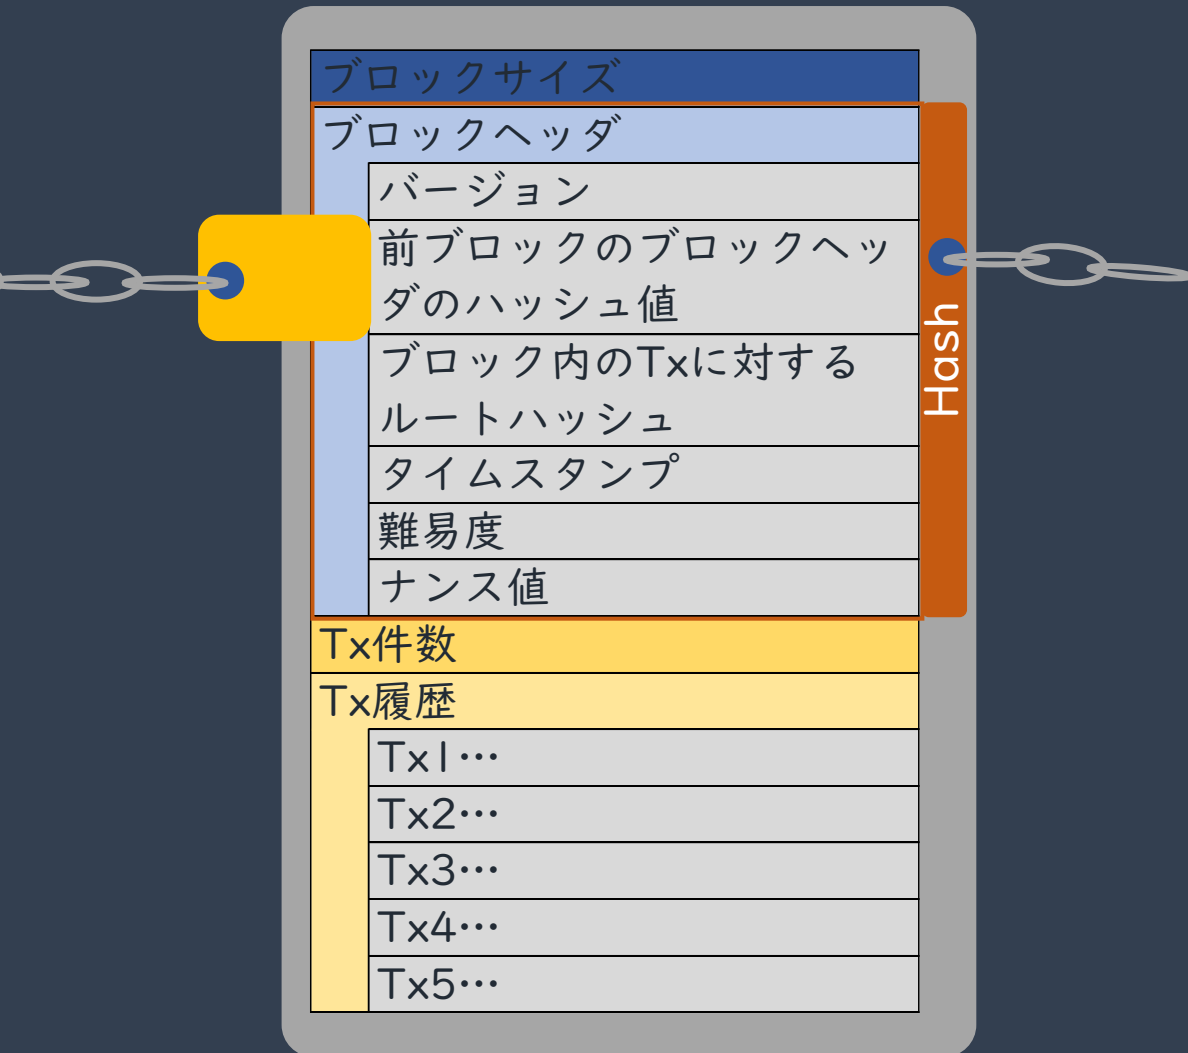 ブロックサイズ
ブロックヘッダ
バージョン
前ブロックのブロックヘッ
ダのハッシュ値
ブロック内のTxに対する
ルートハッシュ
タイムスタンプ
難易度
ナンス値
Hash
Tx件数
Tx履歴
Tx1…
Tx2…
Tx3…
Tx4…
Tx5…